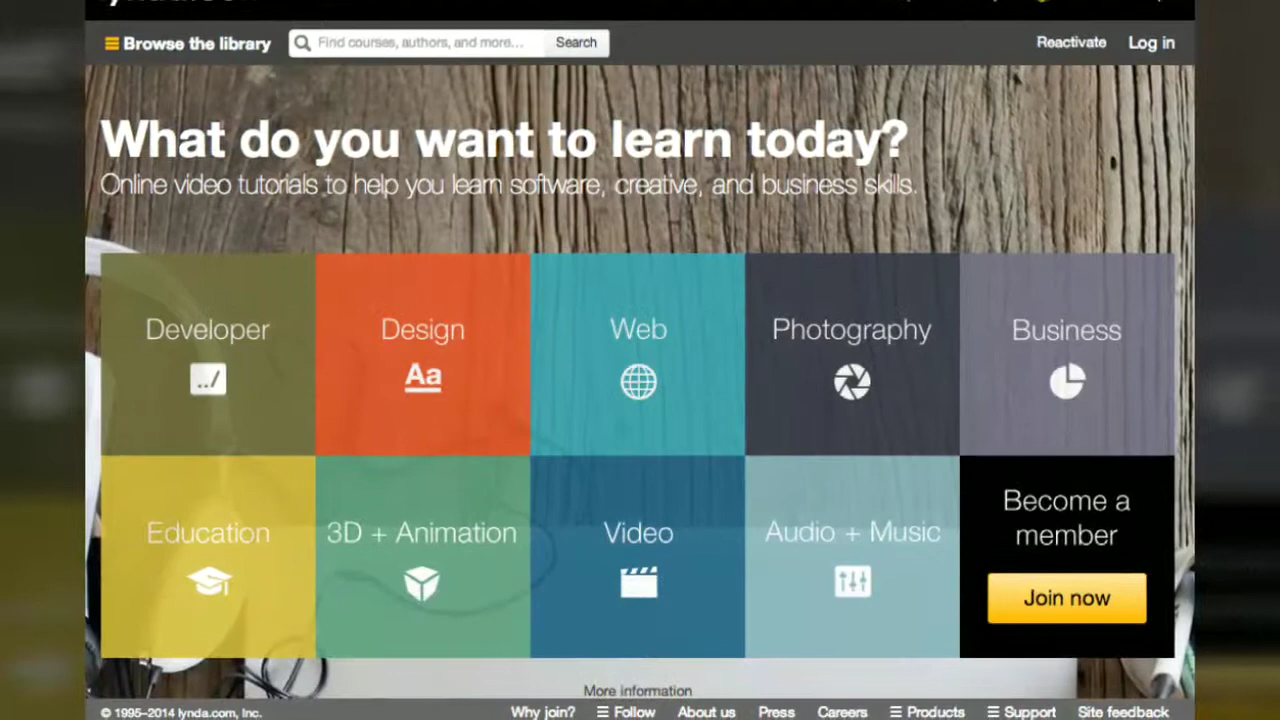 Browse the library
Find courses, authors, and more...
Search
Reactivate
Log in
What do you want to learn today?
Online video tutorials to help you learn software, creative, and business skills.
Developer
../
Design
Aa
Web
Photography
Business
Education
3D + Animation
Video
Audio + Music
Become a
member
Join now
More information
© 1995–2014 lynda.com, Inc.
Why join?
Follow
About us
Press
Careers
Products
Support
Site feedback